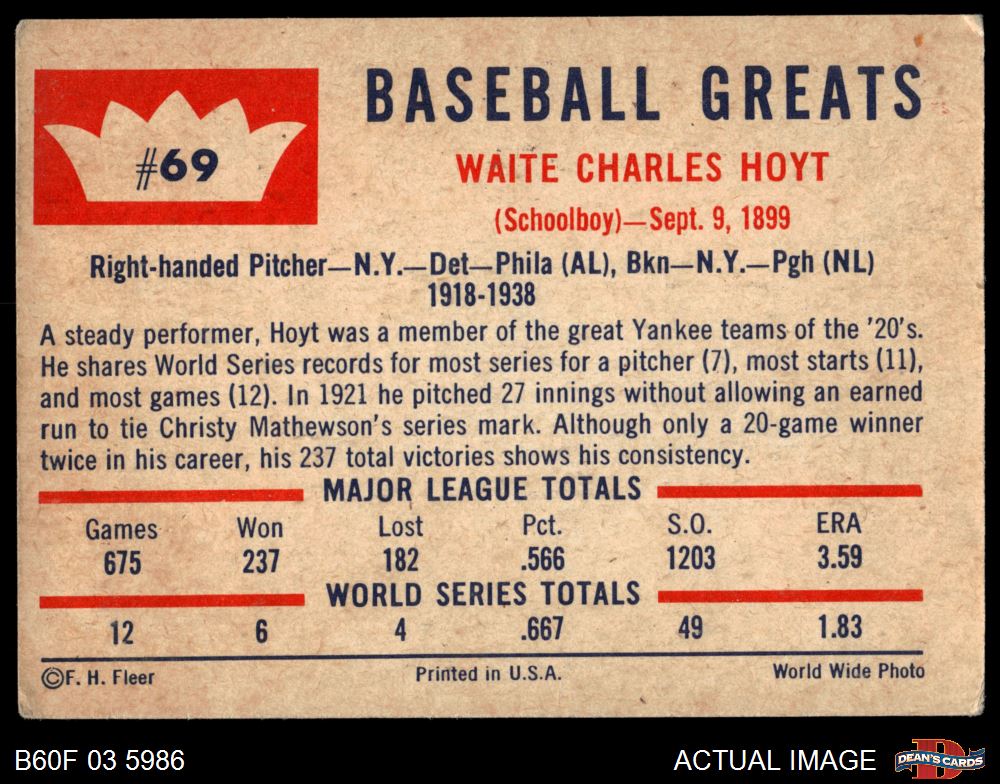 #69
BASEBALL GREATS
WAITE CHARLES HOYT
(Schoolboy)—Sept. 9, 1899
Right-handed Pitcher—N.Y.—Det—Phila (AL), Bkn—N.Y.—Pgh (NL)
1918-1938
A steady performer, Hoyt was a member of the great Yankee teams of the '20's.
He shares World Series records for most series for a pitcher (7), most starts (11),
and most games (12). In 1921 he pitched 27 innings without allowing an earned
run to tie Christy Mathewson's series mark. Although only a 20-game winner
twice in his career, his 237 total victories shows his consistency.
MAJOR LEAGUE TOTALS
Games Won Lost Pct. S.O. ERA
675 237 182 .566 1203 3.59
WORLD SERIES TOTALS
12 6 4 .667 49 1.83
©F. H. Fleer Printed in U.S.A. World Wide Photo
B60F 03 5986 ACTUAL IMAGE D DEAN'S CARDS